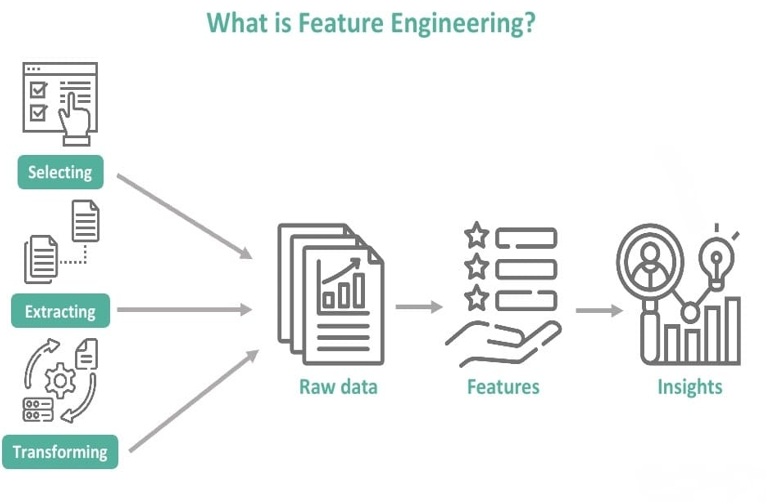 What is Feature Engineering?
Selecting
Extracting
Transforming
Raw data
Features
Insights